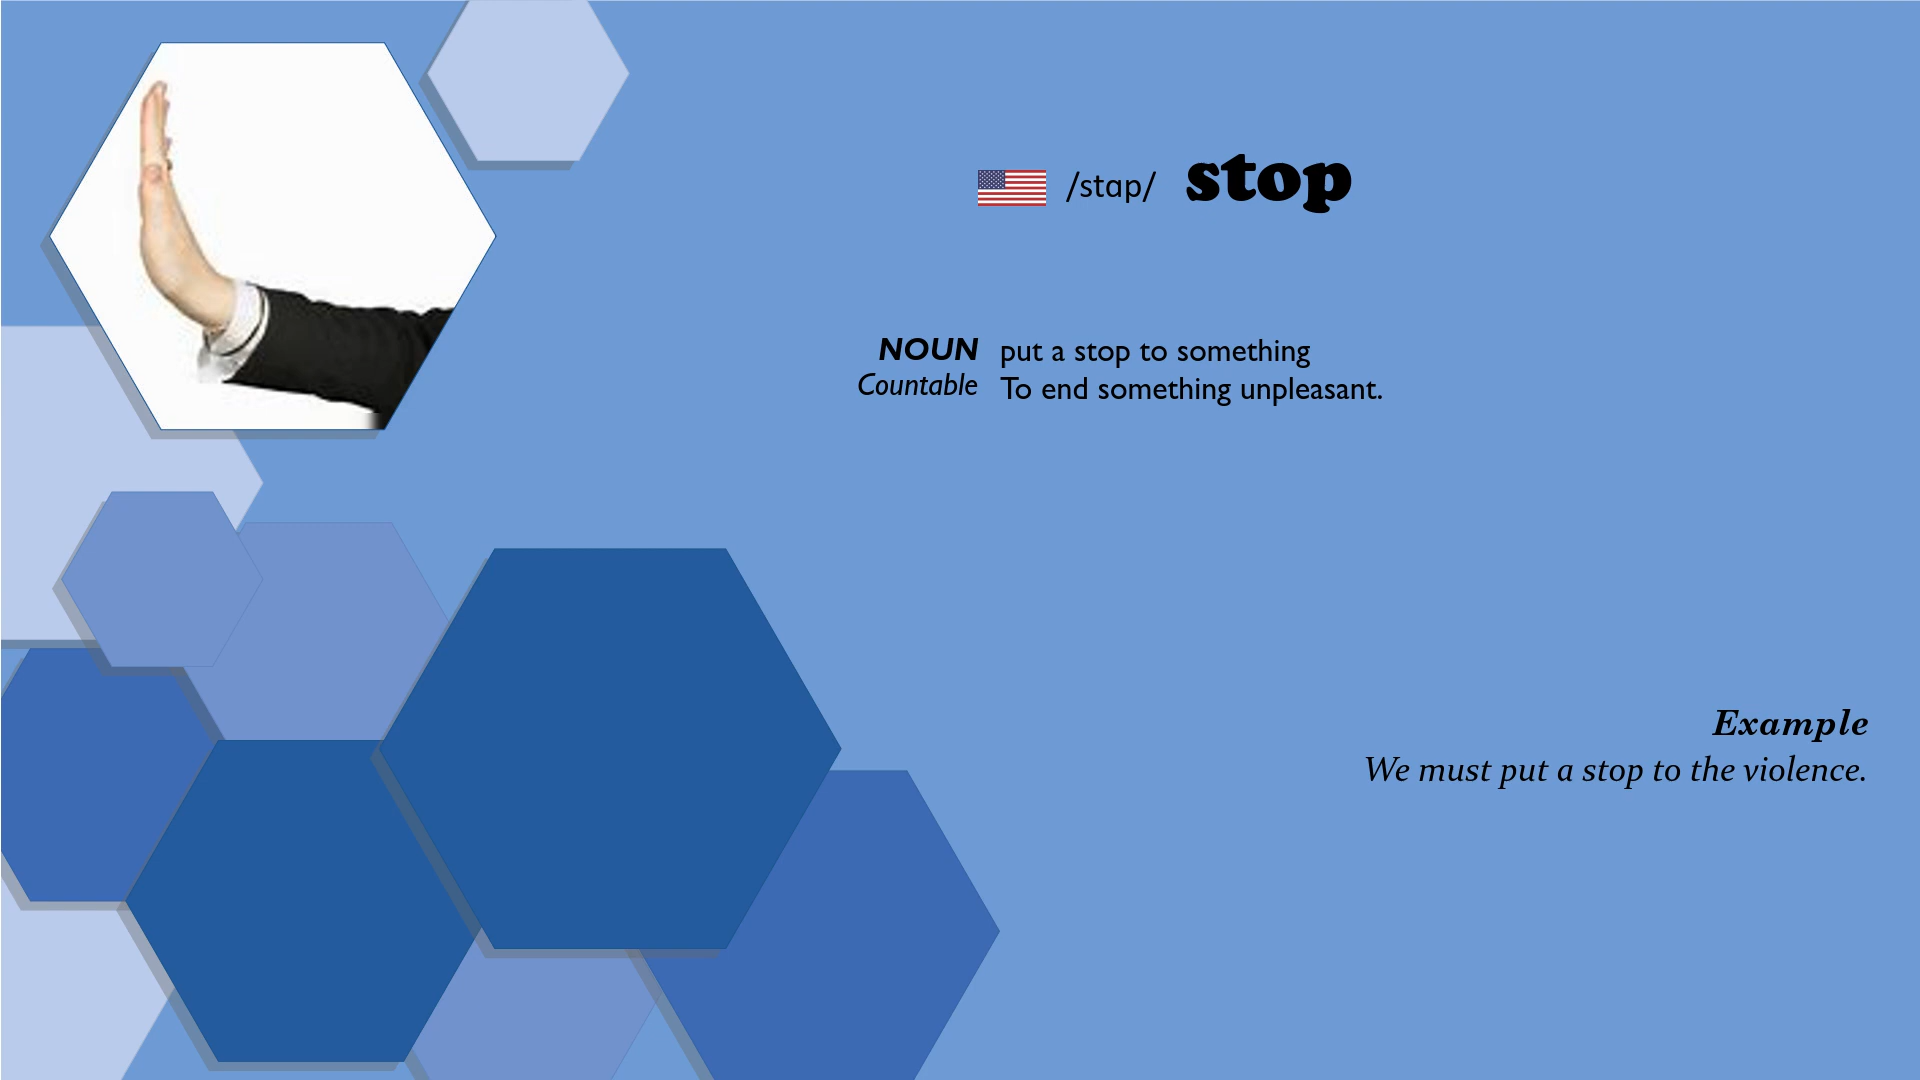 /stap/ stop
NOUN put a stop to something
Countable To end something unpleasant.
Example
We must put a stop to the violence.